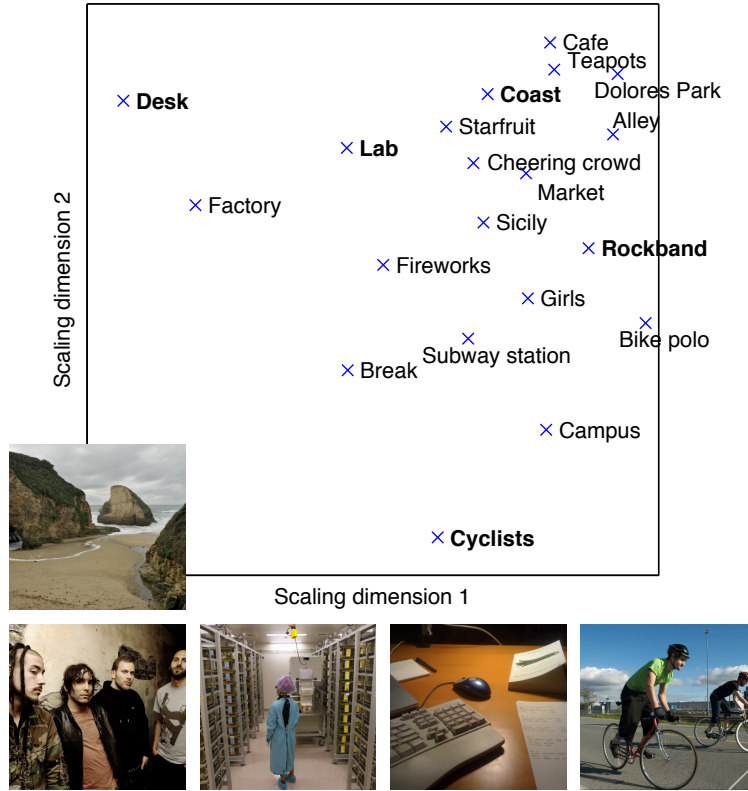 Cafe
Teapots
Dolores Park
Desk
Coast
Alley
Starfruit
Lab
Cheering crowd
Market
Factory
Sicily
Rockband
Fireworks
Girls
Bike polo
Subway station
Break
Campus
Cyclists
Scaling dimension 2
Scaling dimension 1